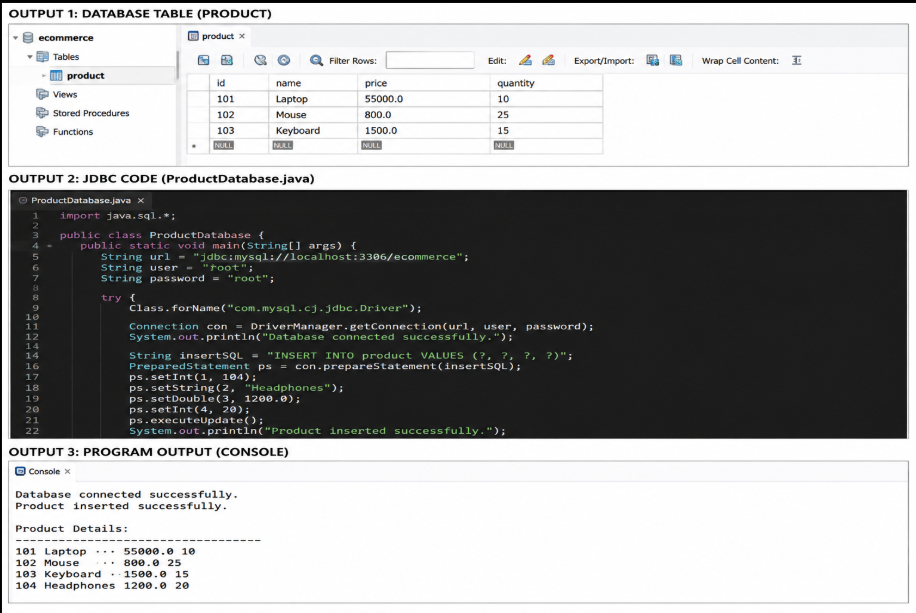 OUTPUT 1: DATABASE TABLE (PRODUCT)
ecommerce
Tables
product
Views
Stored Procedures
Functions
product ×
Filter Rows: Edit: Export/Import: Wrap Cell Content:
id name price quantity
101 Laptop 55000.0 10
102 Mouse 800.0 25
103 Keyboard 1500.0 15
NULL NULL NULL NULL
OUTPUT 2: JDBC CODE (ProductDatabase.java)
ProductDatabase.java ×
1 import java.sql.*;
2
3 public class ProductDatabase {
4 public static void main(String[] args) {
5 String url = "jdbc:mysql://localhost:3306/ecommerce";
6 String user = "root";
7 String password = "root";
8
8 try {
9 Class.forName("com.mysql.cj.jdbc.Driver");
10
11 Connection con = DriverManager.getConnection(url, user, password);
12 System.out.println("Database connected successfully.");
14
14 String insertSQL = "INSERT INTO product VALUES (?, ?, ?, ?)";
16 PreparedStatement ps = con.prepareStatement(insertSQL);
17 ps.setInt(1, 104);
18 ps.setString(2, "Headphones");
19 ps.setDouble(3, 1200.0);
20 ps.setInt(4, 20);
21 ps.executeUpdate();
22 System.out.println("Product inserted successfully.");
OUTPUT 3: PROGRAM OUTPUT (CONSOLE)
Console ×
Database connected successfully.
Product inserted successfully.
Product Details:
----------------------------------
101 Laptop ··· 55000.0 10
102 Mouse ··· 800.0 25
103 Keyboard ··1500.0 15
104 Headphones 1200.0 20